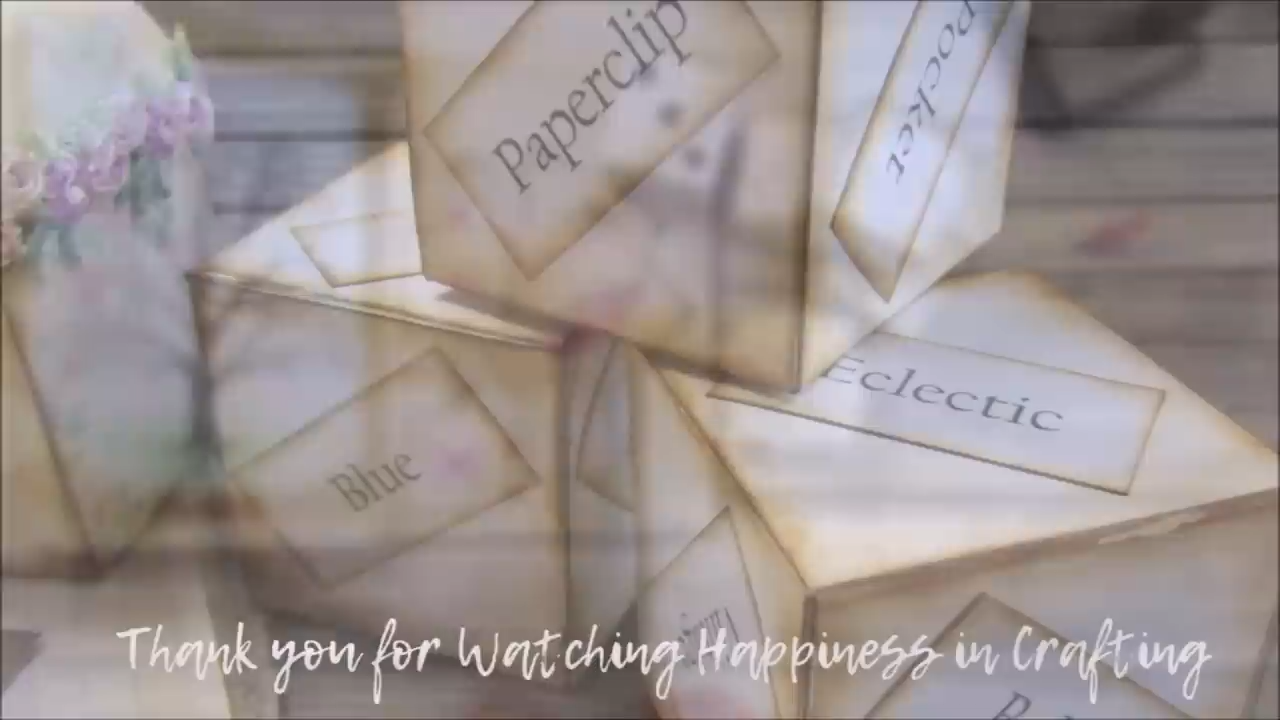 Paperclip
Pocket
Eclectic
Blue
Thank you for Watching Happiness in Crafting